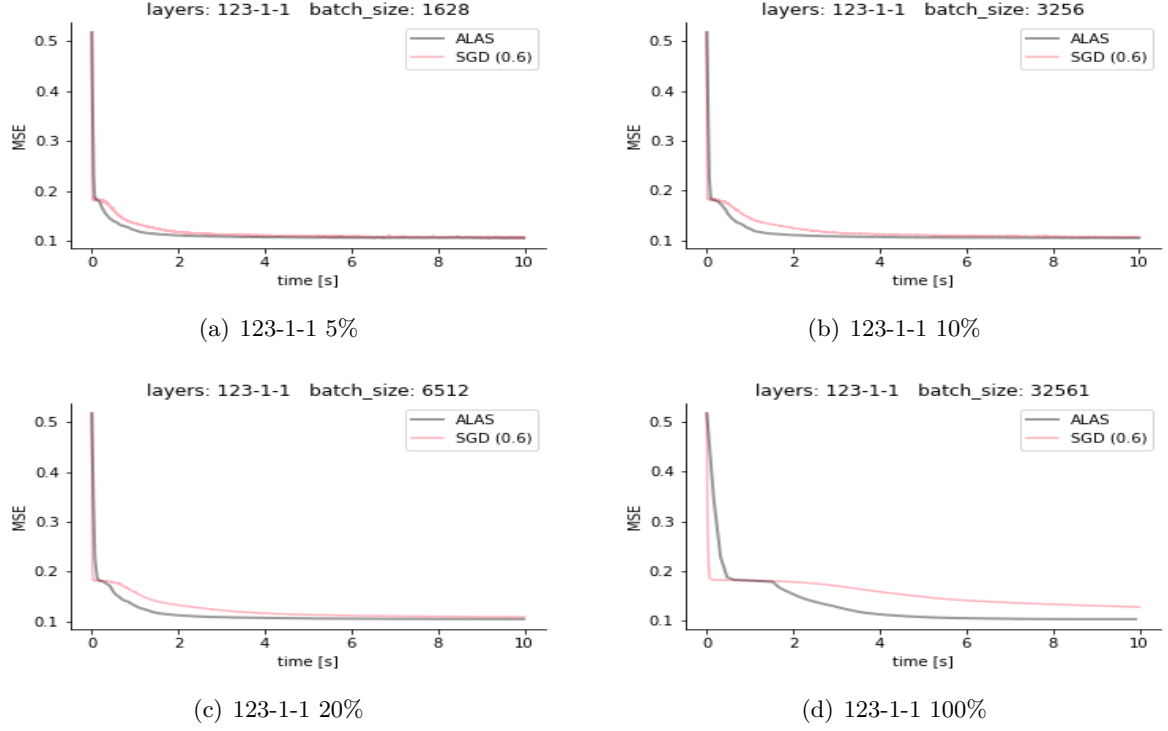 layers: 123-1-1 batch_size: 1628
0.5
0.4
0.3
0.2
0.1
MSE
ALAS
SGD (0.6)
0 2 4 6 8 10
time [s]
(a) 123-1-1 5%
layers: 123-1-1 batch_size: 3256
0.5
0.4
0.3
0.2
0.1
MSE
ALAS
SGD (0.6)
0 2 4 6 8 10
time [s]
(b) 123-1-1 10%
layers: 123-1-1 batch_size: 6512
0.5
0.4
0.3
0.2
0.1
MSE
ALAS
SGD (0.6)
0 2 4 6 8 10
time [s]
(c) 123-1-1 20%
layers: 123-1-1 batch_size: 32561
0.5
0.4
0.3
0.2
0.1
MSE
ALAS
SGD (0.6)
0 2 4 6 8 10
time [s]
(d) 123-1-1 100%